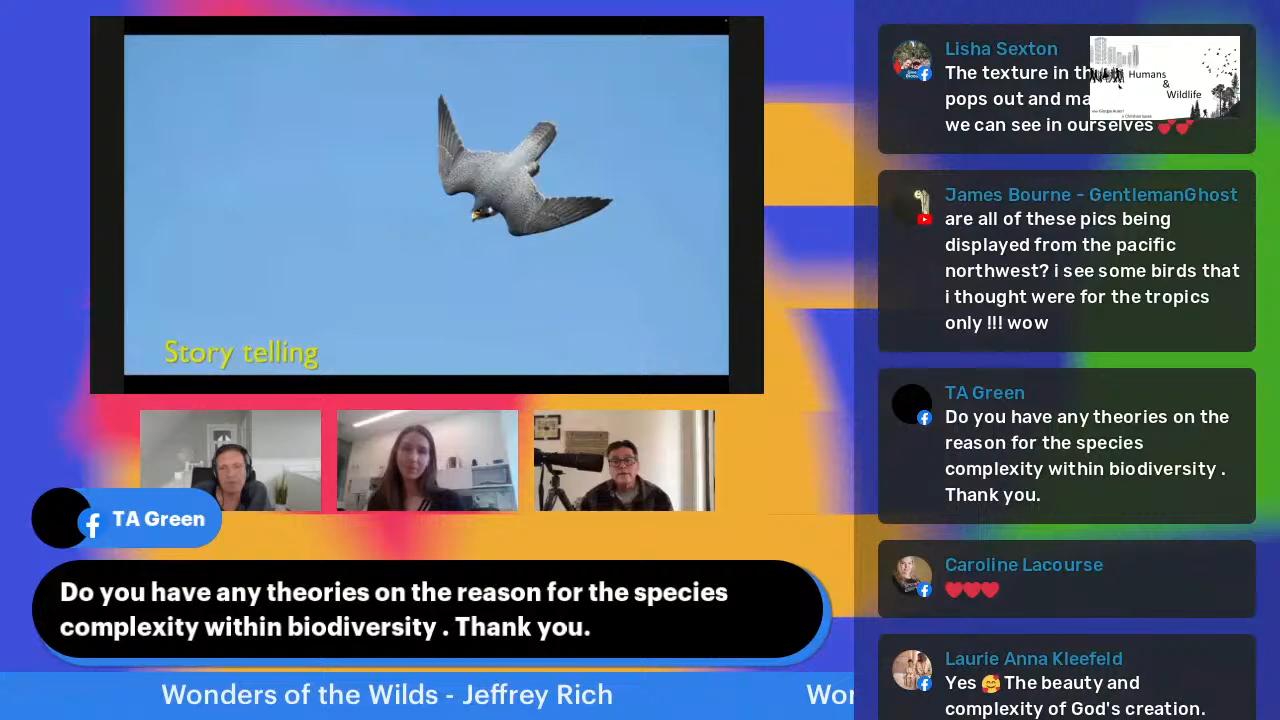 Story telling
TA Green
Do you have any theories on the reason for the species
complexity within biodiversity . Thank you.
Wonders of the Wilds - Jeffrey Rich
Wor
Lisha Sexton
The texture in th
pops out and ma
we can see in ourselves 💕💕
Humans
&
Wildlife
James Bourne - GentlemanGhost
are all of these pics being
displayed from the pacific
northwest? i see some birds that
i thought were for the tropics
only !!! wow
TA Green
Do you have any theories on the
reason for the species
complexity within biodiversity .
Thank you.
Caroline Lacourse
❤️❤️❤️
Laurie Anna Kleefeld
Yes 🥰 The beauty and
complexity of God's creation.